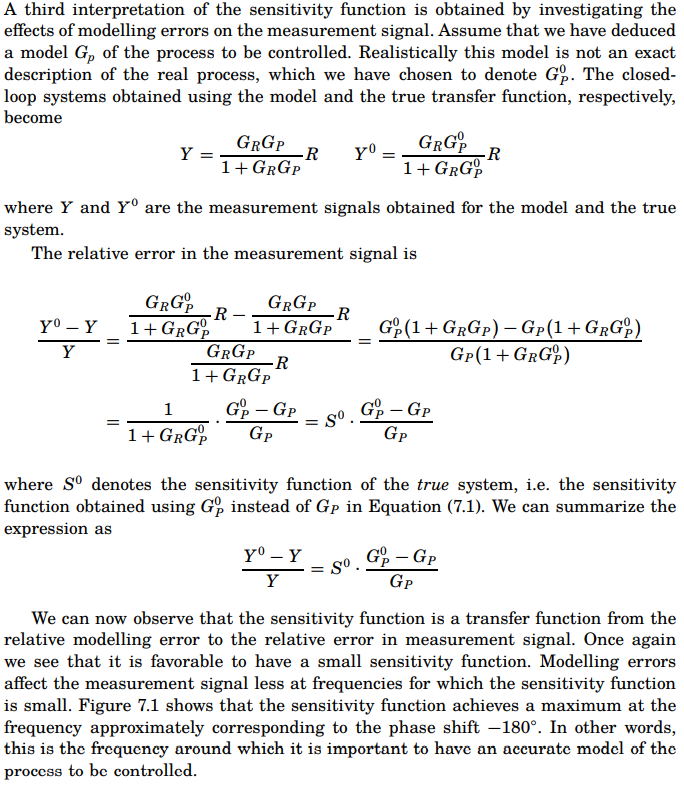 A third interpretation of the sensitivity function is obtained by investigating the
effects of modelling errors on the measurement signal. Assume that we have deduced
a model G_p of the process to be controlled. Realistically this model is not an exact
description of the real process, which we have chosen to denote G_P^0. The closed-
loop systems obtained using the model and the true transfer function, respectively,
become
Y = \frac{G_R G_P}{1 + G_R G_P} R    Y^0 = \frac{G_R G_P^0}{1 + G_R G_P^0} R
where Y and Y^0 are the measurement signals obtained for the model and the true
system.
The relative error in the measurement signal is
\frac{Y^0 - Y}{Y} = \frac{\frac{G_R G_P^0}{1 + G_R G_P^0} R - \frac{G_R G_P}{1 + G_R G_P} R}{\frac{G_R G_P}{1 + G_R G_P} R} = \frac{G_P^0 (1 + G_R G_P) - G_P (1 + G_R G_P^0)}{G_P (1 + G_R G_P^0)}
= \frac{1}{1 + G_R G_P^0} \cdot \frac{G_P^0 - G_P}{G_P} = S^0 \cdot \frac{G_P^0 - G_P}{G_P}
where S^0 denotes the sensitivity function of the true system, i.e. the sensitivity
function obtained using G_P^0 instead of G_P in Equation (7.1). We can summarize the
expression as
\frac{Y^0 - Y}{Y} = S^0 \cdot \frac{G_P^0 - G_P}{G_P}
We can now observe that the sensitivity function is a transfer function from the
relative modelling error to the relative error in measurement signal. Once again
we see that it is favorable to have a small sensitivity function. Modelling errors
affect the measurement signal less at frequencies for which the sensitivity function
is small. Figure 7.1 shows that the sensitivity function achieves a maximum at the
frequency approximately corresponding to the phase shift −180°. In other words,
this is the frequency around which it is important to have an accurate model of the
process to be controlled.